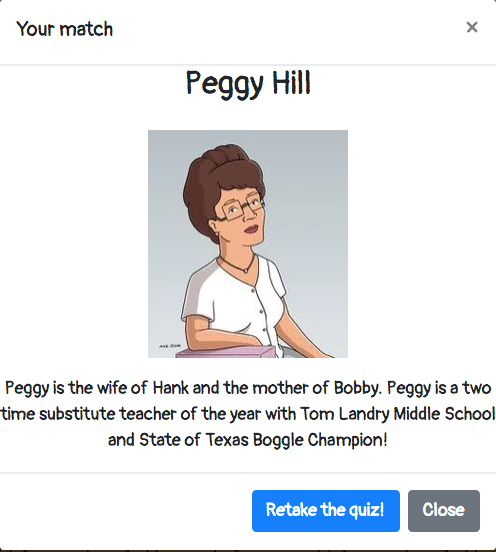 Your match
×
Peggy Hill
Peggy is the wife of Hank and the mother of Bobby. Peggy is a two
time substitute teacher of the year with Tom Landry Middle School
and State of Texas Boggle Champion!
Retake the quiz!
Close